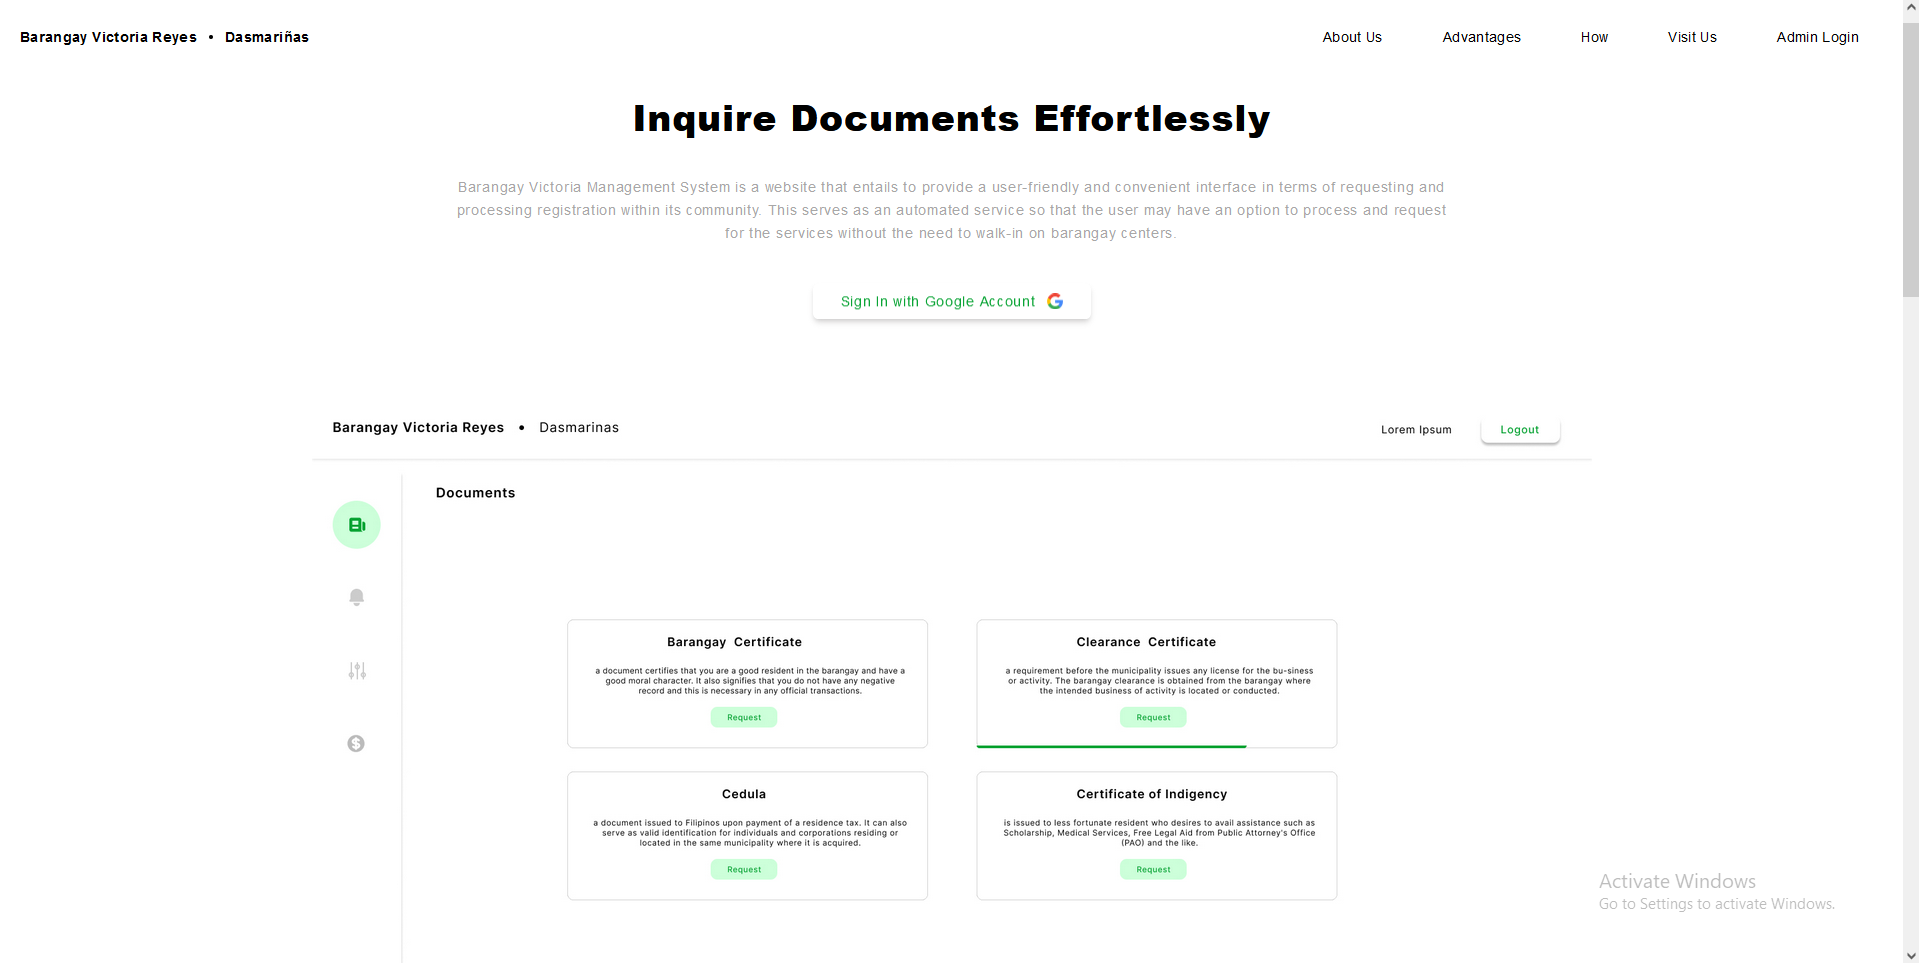 Barangay Victoria Reyes • Dasmariñas
About Us
Advantages
How
Visit Us
Admin Login
Inquire Documents Effortlessly
Barangay Victoria Management System is a website that entails to provide a user-friendly and convenient interface in terms of requesting and
processing registration within its community. This serves as an automated service so that the user may have an option to process and request
for the services without the need to walk-in on barangay centers.
Sign In with Google Account
Barangay Victoria Reyes • Dasmarinas
Lorem Ipsum
Logout
Documents
Barangay Certificate
a document certifies that you are a good resident in the barangay and have a
good moral character. It also signifies that you do not have any negative
record and this is necessary in any official transactions.
Request
Clearance Certificate
a requirement before the municipality issues any license for the bu-siness
or activity. The barangay clearance is obtained from the barangay where
the intended business of activity is located or conducted.
Request
Cedula
a document issued to Filipinos upon payment of a residence tax. It can also
serve as valid identification for individuals and corporations residing or
located in the same municipality where it is acquired.
Request
Certificate of Indigency
is issued to less fortunate resident who desires to avail assistance such as
Scholarship, Medical Services, Free Legal Aid from Public Attorney's Office
(PAO) and the like.
Request
Activate Windows
Go to Settings to activate Windows.